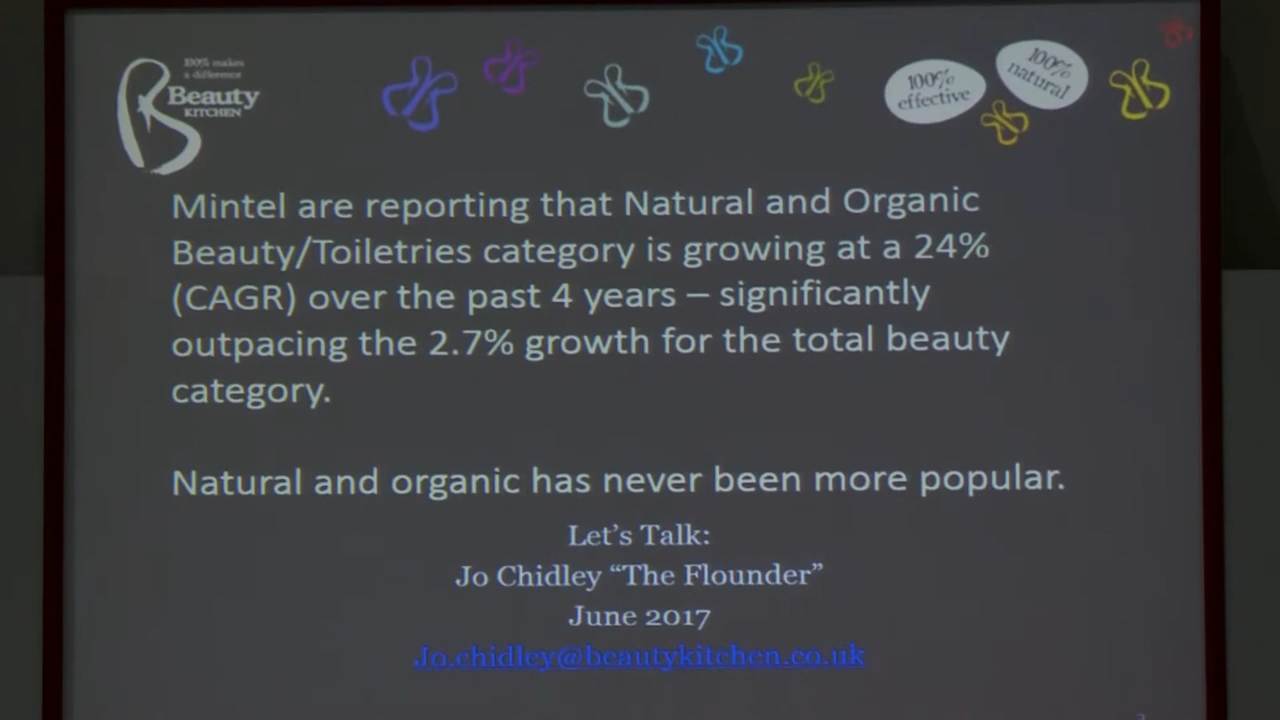 100% makes
a difference
Beauty
KITCHEN
100%
effective
100%
natural
Mintel are reporting that Natural and Organic
Beauty/Toiletries category is growing at a 24%
(CAGR) over the past 4 years – significantly
outpacing the 2.7% growth for the total beauty
category.
Natural and organic has never been more popular.
Let’s Talk:
Jo Chidley “The Flounder”
June 2017
Jo.chidley@beautykitchen.co.uk